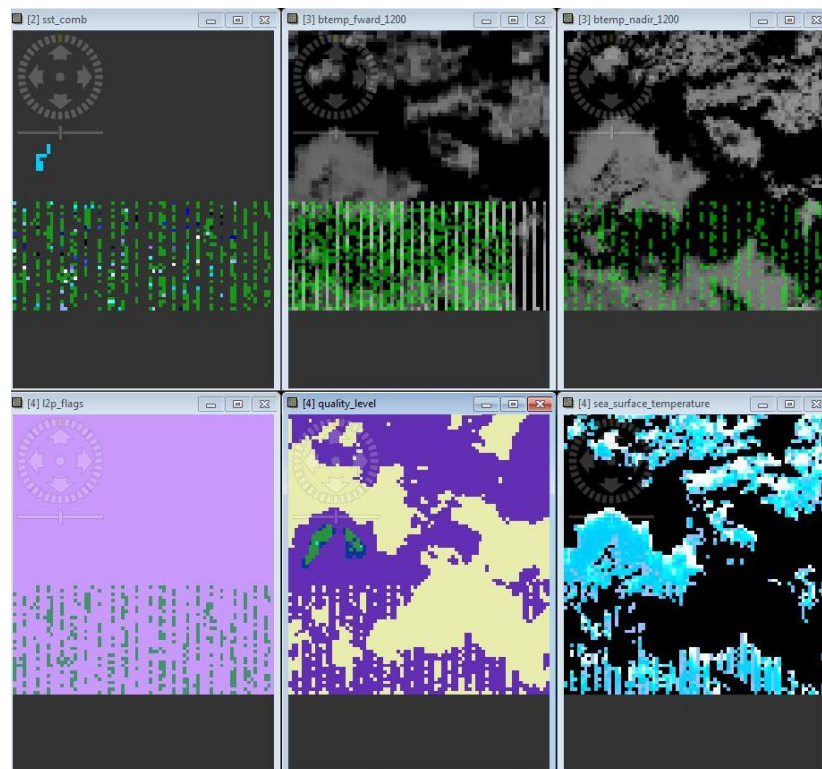 [2] sst_comb
[3] btemp_fward_1200
[3] btemp_nadir_1200
[4] l2p_flags
[4] quality_level
[4] sea_surface_temperature